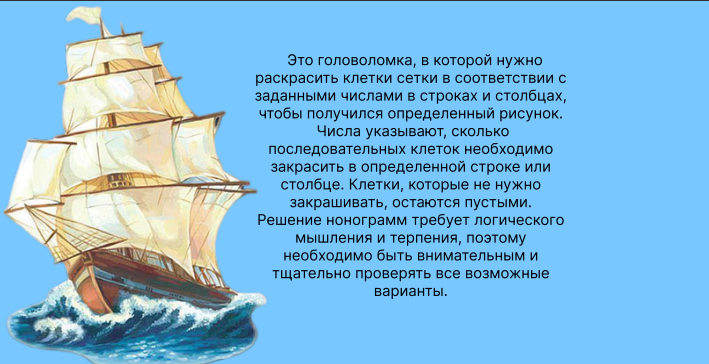 Это головоломка, в которой нужно
раскрасить клетки сетки в соответствии с
заданными числами в строках и столбцах,
чтобы получился определенный рисунок.
Числа указывают, сколько
последовательных клеток необходимо
закрасить в определенной строке или
столбце. Клетки, которые не нужно
закрашивать, остаются пустыми.
Решение нонограмм требует логического
мышления и терпения, поэтому
необходимо быть внимательным и
тщательно проверять все возможные
варианты.